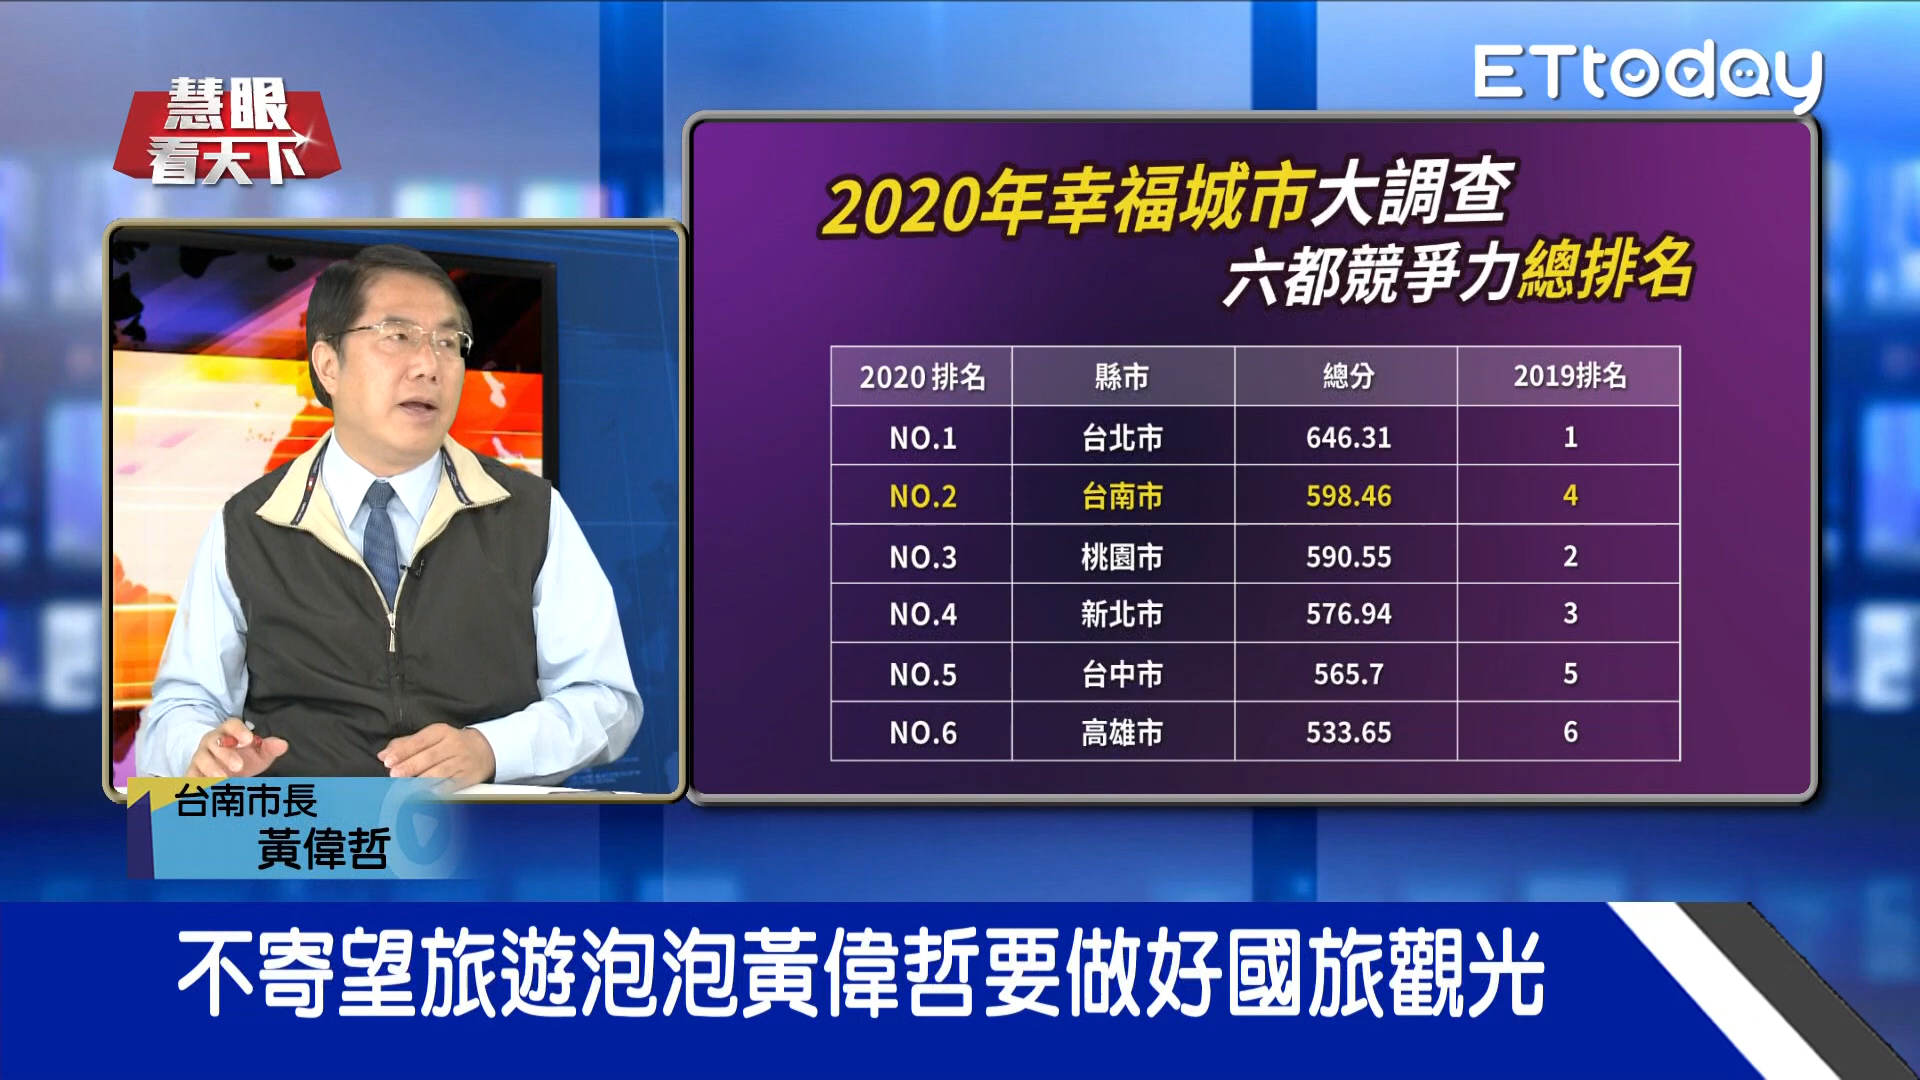 ETtoday
慧眼
看天下
2020年幸福城市大調查
六都競爭力總排名
2020排名 縣市 總分 2019排名
NO.1 台北市 646.31 1
NO.2 台南市 598.46 4
NO.3 桃園市 590.55 2
NO.4 新北市 576.94 3
NO.5 台中市 565.7 5
NO.6 高雄市 533.65 6
台南市長
黃偉哲
不寄望旅遊泡泡黃偉哲要做好國旅觀光